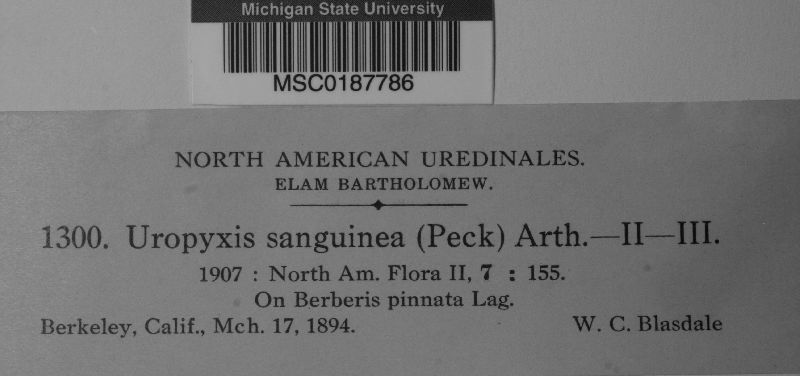 Michigan State University
MSC0187786
NORTH AMERICAN UREDINALES.
ELAM BARTHOLOMEW.
1300. Uropyxis sanguinea (Peck) Arth.—II—III.
1907 : North Am. Flora II, 7 : 155.
On Berberis pinnata Lag.
Berkeley, Calif., Mch. 17, 1894. W. C. Blasdale